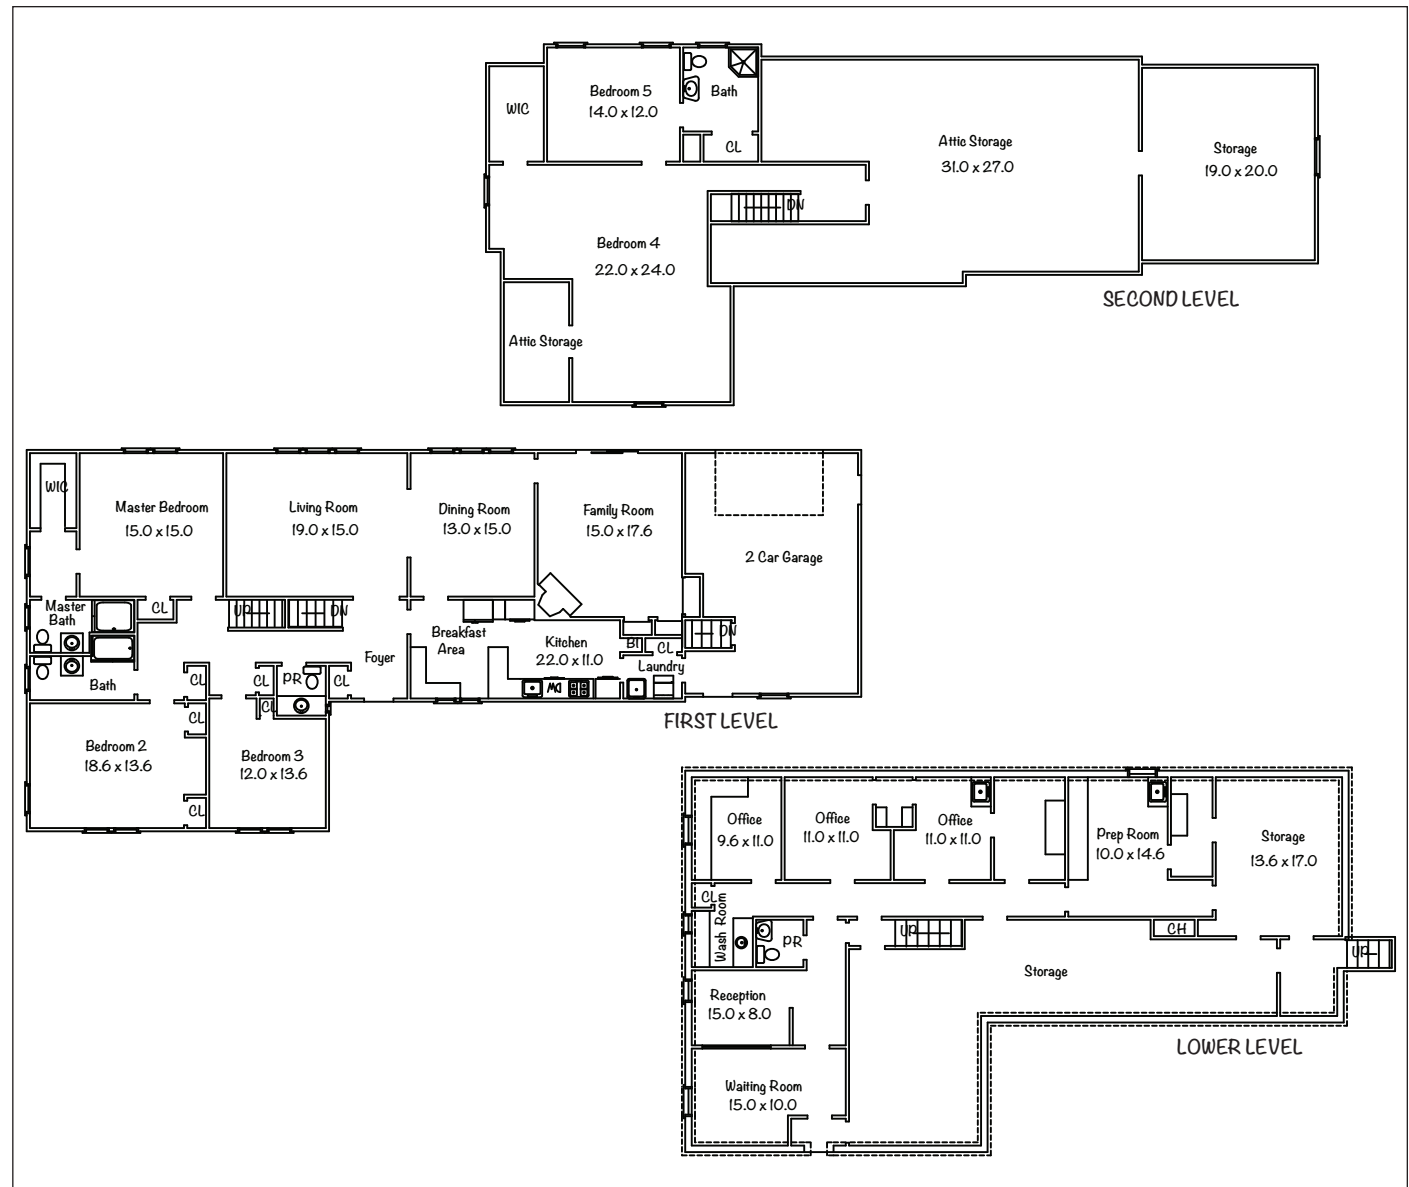 WIC
Bedroom 5
14.0 x 12.0
Bath
CL
Attic Storage
31.0 x 27.0
Storage
19.0 x 20.0
DN
Bedroom 4
22.0 x 24.0
Attic Storage
SECOND LEVEL
WIC
Master Bedroom
15.0 x 15.0
Living Room
19.0 x 15.0
Dining Room
13.0 x 15.0
Family Room
15.0 x 17.6
2 Car Garage
Master
Bath
CL
UP
DN
Breakfast
Area
Kitchen
22.0 x 11.0
DW
BI
CL
DN
Laundry
Foyer
Bath
CL
CL
PR
CL
CL
CL
Bedroom 2
18.6 x 13.6
Bedroom 3
12.0 x 13.6
CL
FIRST LEVEL
Office
9.6 x 11.0
Office
11.0 x 11.0
Office
11.0 x 11.0
Prep Room
10.0 x 14.6
Storage
13.6 x 17.0
CL
Wash Room
PR
UP
CH
UP
Storage
Reception
15.0 x 8.0
Waiting Room
15.0 x 10.0
LOWER LEVEL